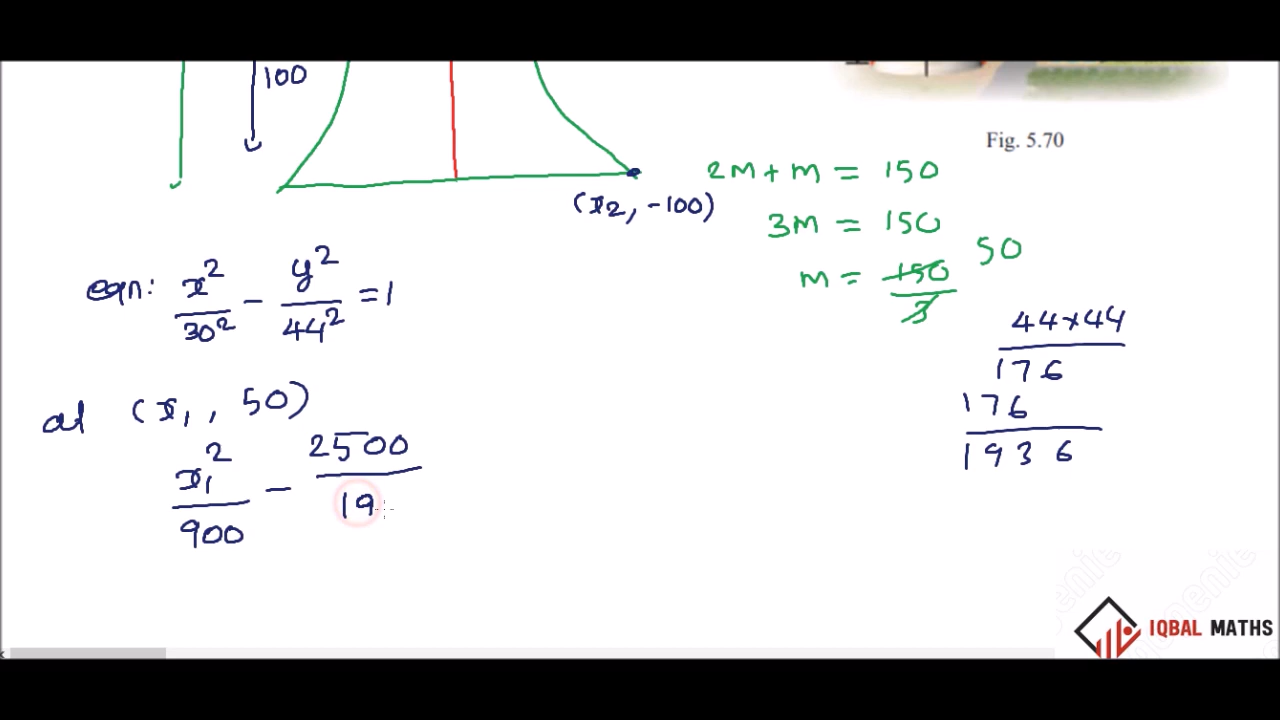 100
Fig. 5.70
2m + m = 150
(x₂, -100)
3m = 150
m = 150/3 50
eqn: x²/30² - y²/44² = 1
44×44
176
176
1936
at (x₁, 50)
x₁²/900 - 2500/19
IQBAL MATHS